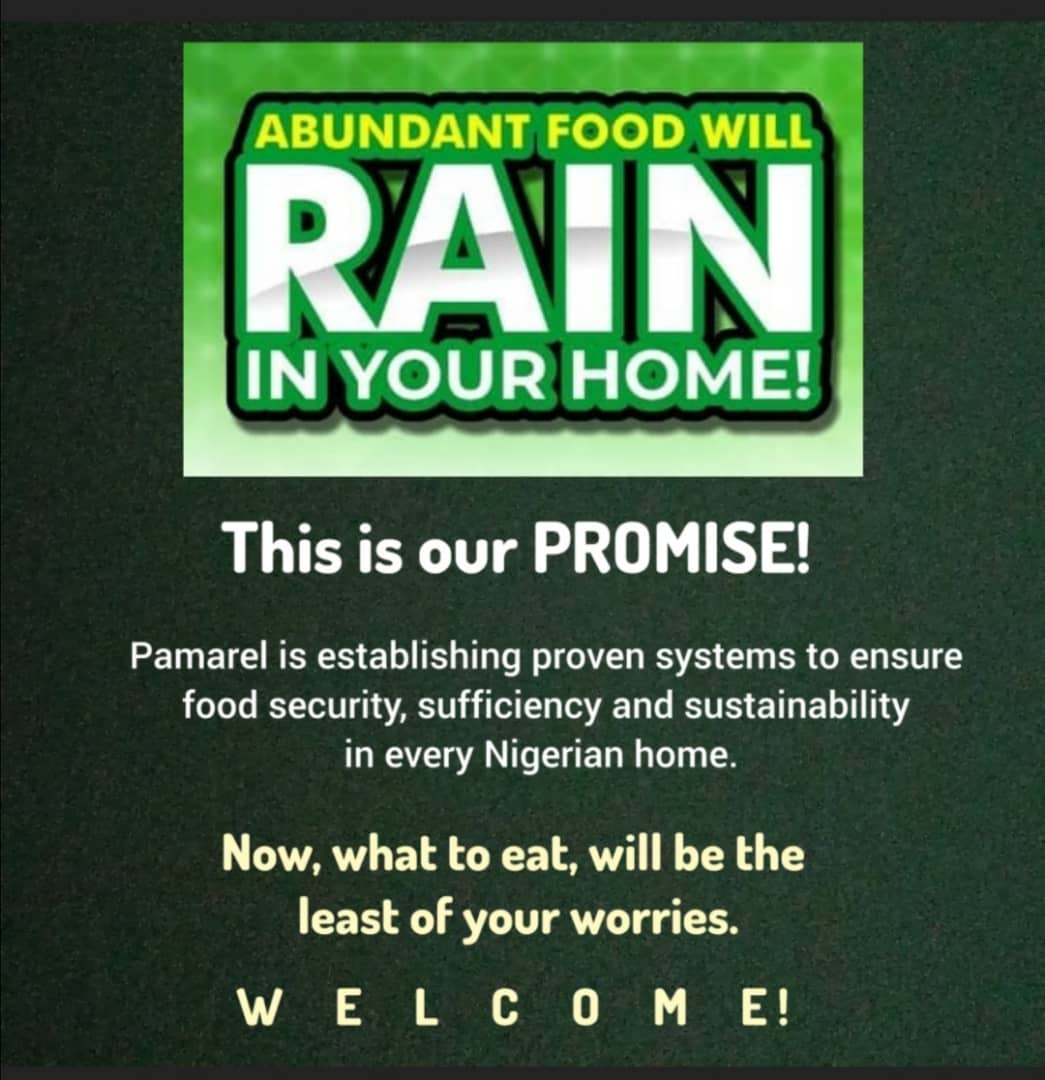 ABUNDANT FOOD WILL
RAIN
IN YOUR HOME!
This is our PROMISE!
Pamarel is establishing proven systems to ensure
food security, sufficiency and sustainability
in every Nigerian home.
Now, what to eat, will be the
least of your worries.
W E L C O M E!